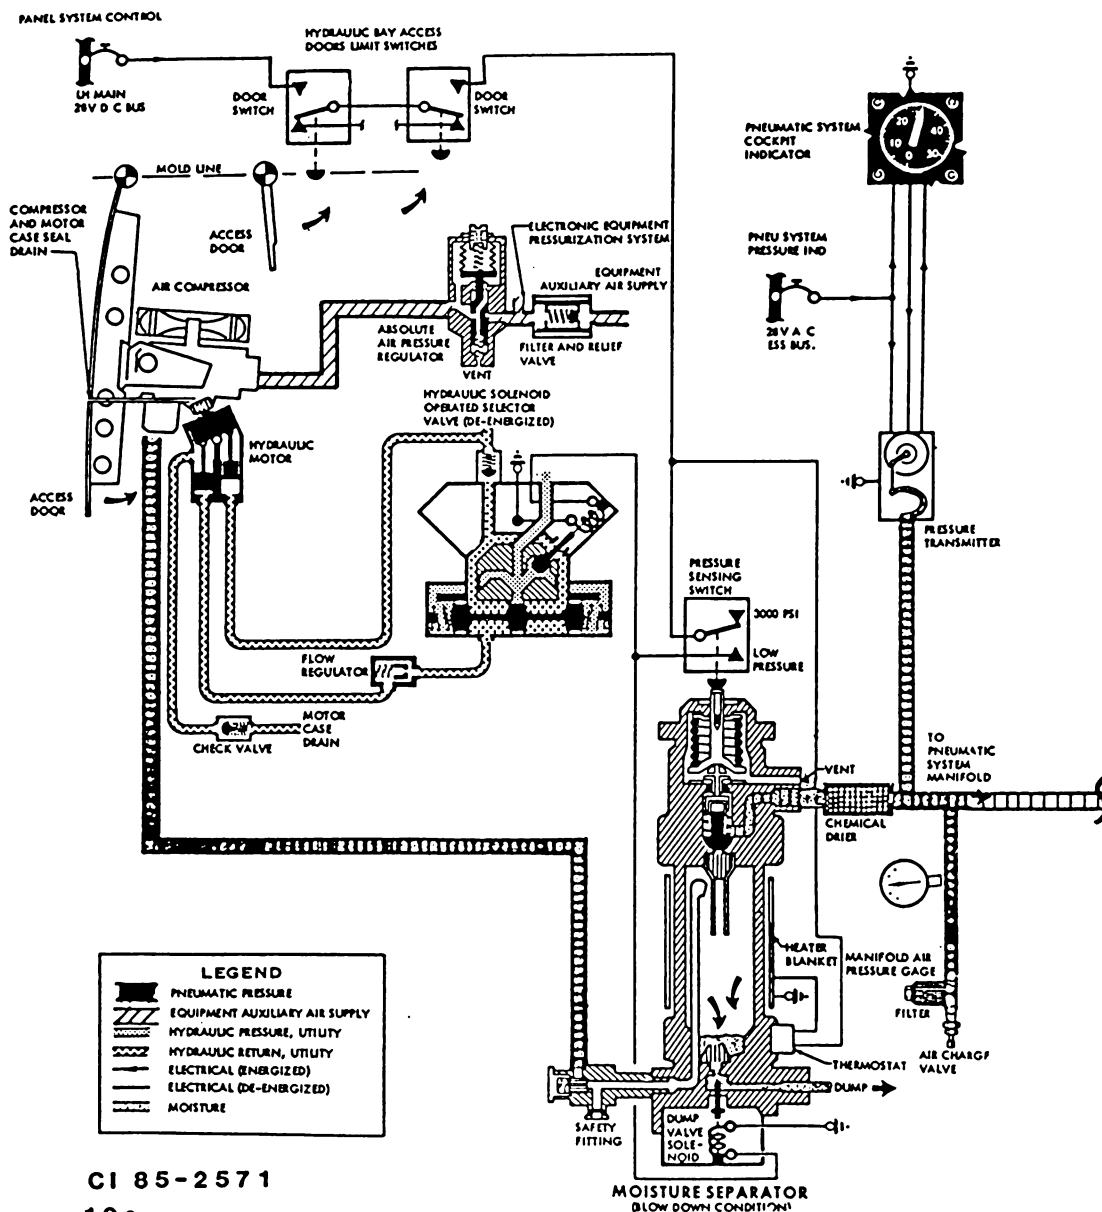 PANEL SYSTEM CONTROL
LH MAIN
28V D C BUS
HYDRAULIC BAY ACCESS
DOORS LIMIT SWITCHES
DOOR
SWITCH
DOOR
SWITCH
PNEUMATIC SYSTEM
COCKPIT
INDICATOR
20
40
10
0
MOLD LINE
COMPRESSOR
AND MOTOR
CASE SEAL
DRAIN
ACCESS
DOOR
AIR COMPRESSOR
ELECTRONIC EQUIPMENT
PRESSURIZATION SYSTEM
EQUIPMENT
AUXILIARY AIR SUPPLY
PNEU SYSTEM
PRESSURE IND
28V A C
ESS BUS.
ABSOLUTE
AIR PRESSURE
REGULATOR
VENT
FILTER AND RELIEF
VALVE
HYDRAULIC SOLENOID
OPERATED SELECTOR
VALVE (DE-ENERGIZED)
HYDRAULIC
MOTOR
ACCESS
DOOR
PRESSURE
TRANSMITTER
PRESSURE
SENSING
SWITCH
3000 PSI
LOW
PRESSURE
FLOW
REGULATOR
MOTOR
CASE
DRAIN
CHECK VALVE
VENT
TO
PNEUMATIC
SYSTEM
MANIFOLD
CHEMICAL
DRIER
HEATER
BLANKET
MANIFOLD AIR
PRESSURE GAGE
FILTER
AIR CHARGE
VALVE
THERMOSTAT
DUMP
SAFETY
FITTING
DUMP
VALVE
SOLE-
NOID
MOISTURE SEPARATOR
(BLOW DOWN CONDITION)
LEGEND
PNEUMATIC PRESSURE
EQUIPMENT AUXILIARY AIR SUPPLY
HYDRAULIC PRESSURE, UTILITY
HYDRAULIC RETURN, UTILITY
ELECTRICAL (ENERGIZED)
ELECTRICAL (DE-ENERGIZED)
MOISTURE
CI 85-2571